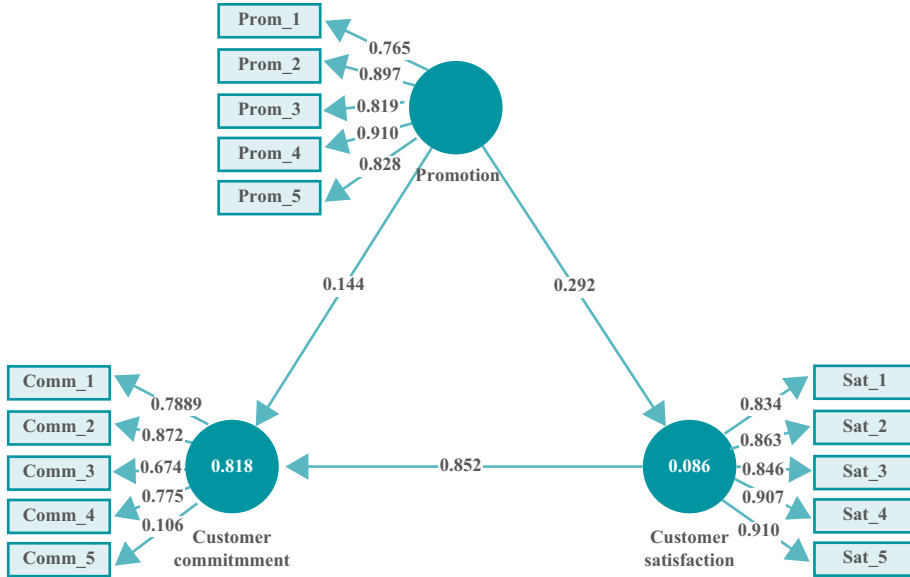 Prom_1
0.765
Prom_2
0.897
Prom_3
0.819
Prom_4
0.910
Prom_5
0.828
Promotion
0.144
0.292
Comm_1
0.7889
Comm_2
0.872
Comm_3
0.674
Comm_4
0.775
Comm_5
0.106
0.818
Customer
commitmment
0.852
0.086
Customer
satisfaction
Sat_1
0.834
Sat_2
0.863
Sat_3
0.846
Sat_4
0.907
Sat_5
0.910